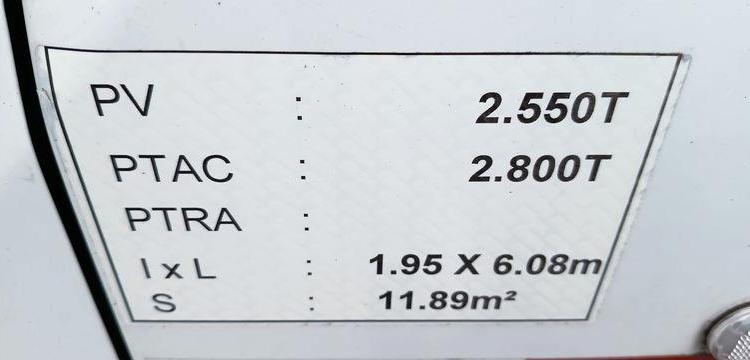 PV : 2.550T
PTAC : 2.800T
PTRA :
l x L : 1.95 X 6.08m
S : 11.89m²